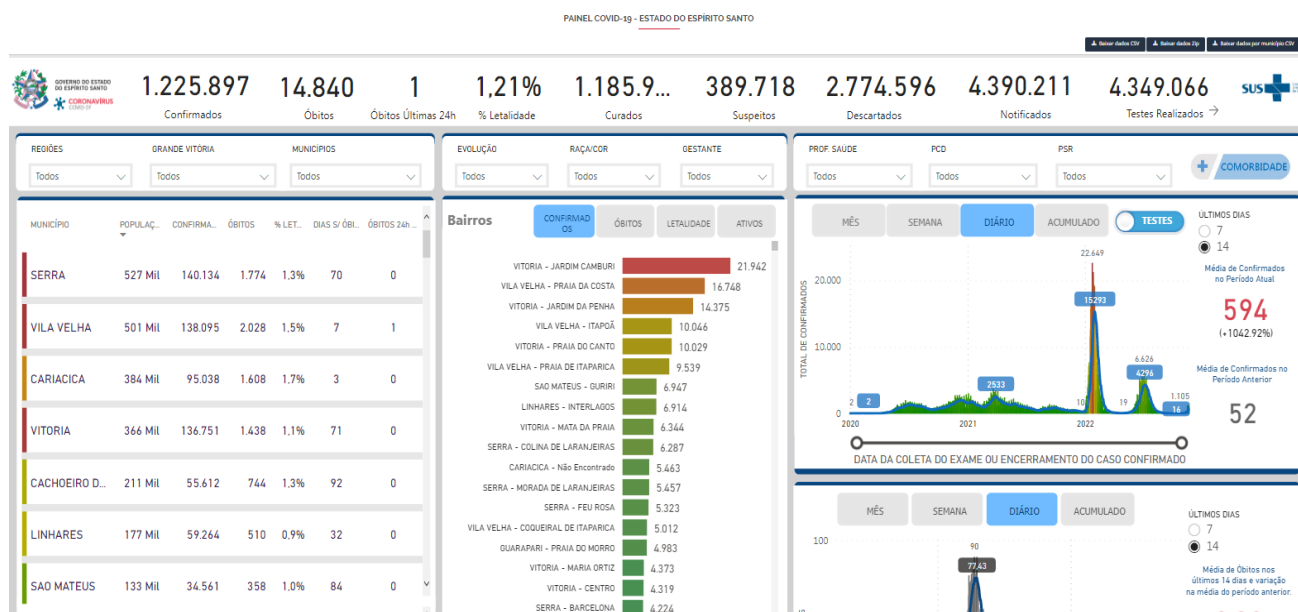 PAINEL COVID-19 - ESTADO DO ESPÍRITO SANTO
Baixar dados CSV
Baixar dados Zip
Baixar dados por município CSV
GOVERNO DO ESTADO
DO ESPÍRITO SANTO
CORONAVÍRUS
COVID-19
1.225.897 14.840 1 1,21% 1.185.9... 389.718 2.774.596 4.390.211 4.349.066
Confirmados Óbitos Óbitos Últimas 24h % Letalidade Curados Suspeitos Descartados Notificados Testes Realizados
SUS
REGIÕES GRANDE VITÓRIA MUNICÍPIOS
Todos Todos Todos
EVOLUÇÃO RAÇA/COR GESTANTE
Todos Todos Todos
PROF. SAÚDE PCD PSR
Todos Todos Todos
COMORBIDADE
MUNICÍPIO POPULAÇ... CONFIRMA... ÓBITOS % LET... DIAS S/ ÓBI... ÓBITOS 24h ...
SERRA 527 Mil 140.134 1.774 1,3% 70 0
VILA VELHA 501 Mil 138.095 2.028 1,5% 7 1
CARIACICA 384 Mil 95.038 1.608 1,7% 3 0
VITORIA 366 Mil 136.751 1.438 1,1% 71 0
CACHOEIRO D... 211 Mil 55.612 744 1,3% 92 0
LINHARES 177 Mil 59.264 510 0,9% 32 0
SAO MATEUS 133 Mil 34.561 358 1,0% 84 0
Bairros
CONFIRMAD
OS
ÓBITOS LETALIDADE ATIVOS
VITORIA - JARDIM CAMBURI 21.942
VILA VELHA - PRAIA DA COSTA 16.748
VITORIA - JARDIM DA PENHA 14.375
VILA VELHA - ITAPOÃ 10.046
VITORIA - PRAIA DO CANTO 10.029
VILA VELHA - PRAIA DE ITAPARICA 9.539
SAO MATEUS - GURIRI 6.947
LINHARES - INTERLAGOS 6.914
VITORIA - MATA DA PRAIA 6.344
SERRA - COLINA DE LARANJEIRAS 6.287
CARIACICA - Não Encontrado 5.463
SERRA - MORADA DE LARANJEIRAS 5.457
SERRA - FEU ROSA 5.323
VILA VELHA - COQUEIRAL DE ITAPARICA 5.012
GUARAPARI - PRAIA DO MORRO 4.983
VITORIA - MARIA ORTIZ 4.373
VITORIA - CENTRO 4.319
SERRA - BARCELONA 4.224
MÊS SEMANA DIÁRIO ACUMULADO TESTES
TOTAL DE CONFIRMADOS
22.649
20.000
15293
10.000
6.626
4296
2533
2 2 10 19 1.105
16
0
2020 2021 2022
DATA DA COLETA DO EXAME OU ENCERRAMENTO DO CASO CONFIRMADO
ÚLTIMOS DIAS
7
14
Média de Confirmados
no Período Atual
594
(+1042.92%)
Média de Confirmados no
Período Anterior
52
MÊS SEMANA DIÁRIO ACUMULADO
100
90
77,43
ÚLTIMOS DIAS
7
14
Média de Óbitos nos
últimos 14 dias e variação
na média do período anterior.